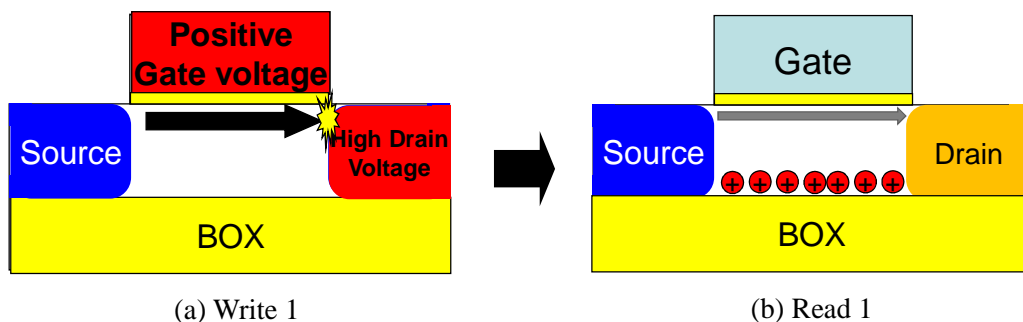 Positive
Gate voltage
Source
High Drain
Voltage
BOX
(a) Write 1
Gate
Source
Drain
+ + + + + + +
BOX
(b) Read 1